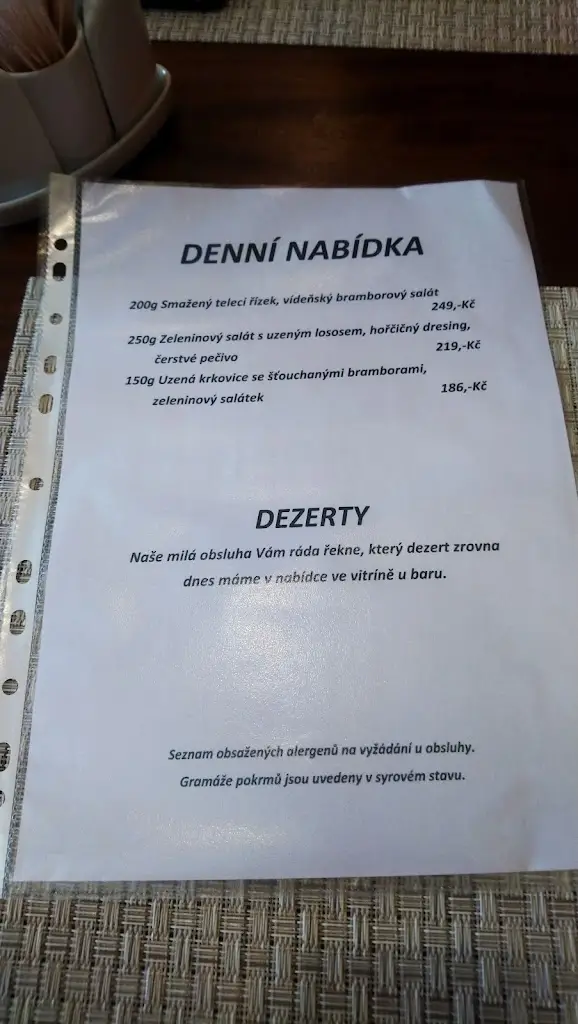 DENNÍ NABÍDKA
200g Smažený telecí řízek, vídeňský bramborový salát
249,-Kč
250g Zeleninový salát s uzeným lososem, hořčičný dresing,
čerstvé pečivo
219,-Kč
150g Uzená krkovice se šťouchanými bramborami,
zeleninový salátek
186,-Kč
DEZERTY
Naše milá obsluha Vám ráda řekne, který dezert zrovna
dnes máme v nabídce ve vitríně u baru.
Seznam obsažených alergenů na vyžádání u obsluhy.
Gramáže pokrmů jsou uvedeny v syrovém stavu.